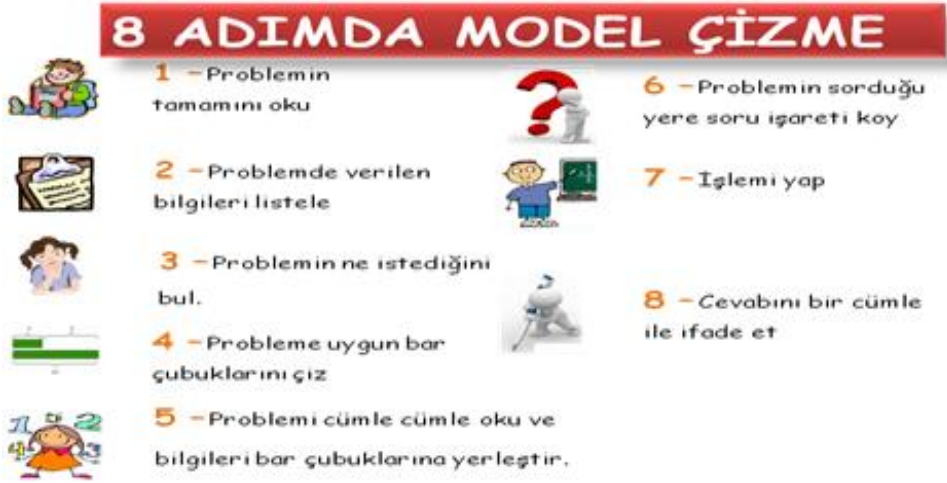 8 ADIMDA MODEL ÇİZME
1 -Problemin
tamamını oku
2 -Problemde verilen
bilgileri listele
3 -Problemin ne istediğini
bul.
4 -Probleme uygun bar
çubuklarını çiz
5 -Problemi cümle cümle oku ve
bilgileri bar çubuklarına yerleştir.
6 -Problemin sorduğu
yere soru işareti koy
7 -İşlemi yap
8 -Cevabını bir cümle
ile ifade et